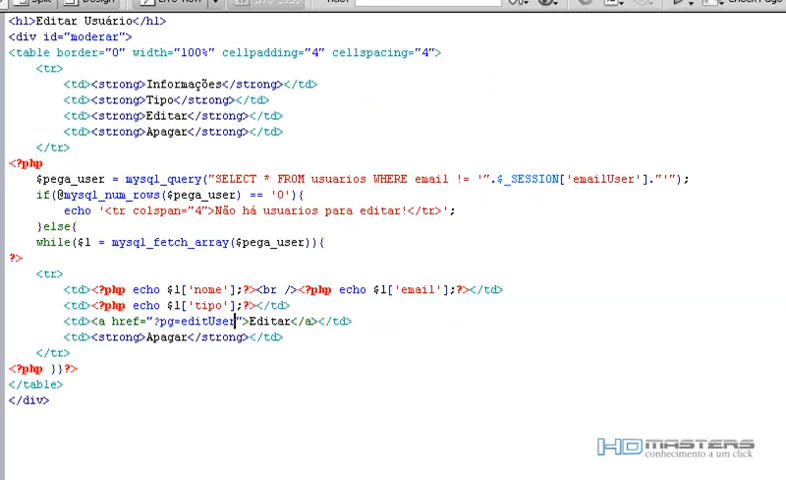 Split Design
<h1>Editar Usuário</h1>
<div id="moderar">
<table border="0" width="100%" cellpadding="4" cellspacing="4">
<tr>
<td><strong>Informações</strong></td>
<td><strong>Tipo</strong></td>
<td><strong>Editar</strong></td>
<td><strong>Apagar</strong></td>
</tr>
<?php
$pega_user = mysql_query("SELECT * FROM usuarios WHERE email != '".$_SESSION['emailUser']."'");
if(@mysql_num_rows($pega_user) == '0'){
echo '<tr colspan="4">Não há usuarios para editar!</tr>';
}else{
while($l = mysql_fetch_array($pega_user)){
?>
<tr>
<td><?php echo $l['nome'];?><br /><?php echo $l['email'];?></td>
<td><?php echo $l['tipo'];?></td>
<td><a href="?pg=editUser">Editar</a></td>
<td><strong>Apagar</strong></td>
</tr>
<?php }}?>
</table>
</div>
HDMASTERS
conhecimento a um click